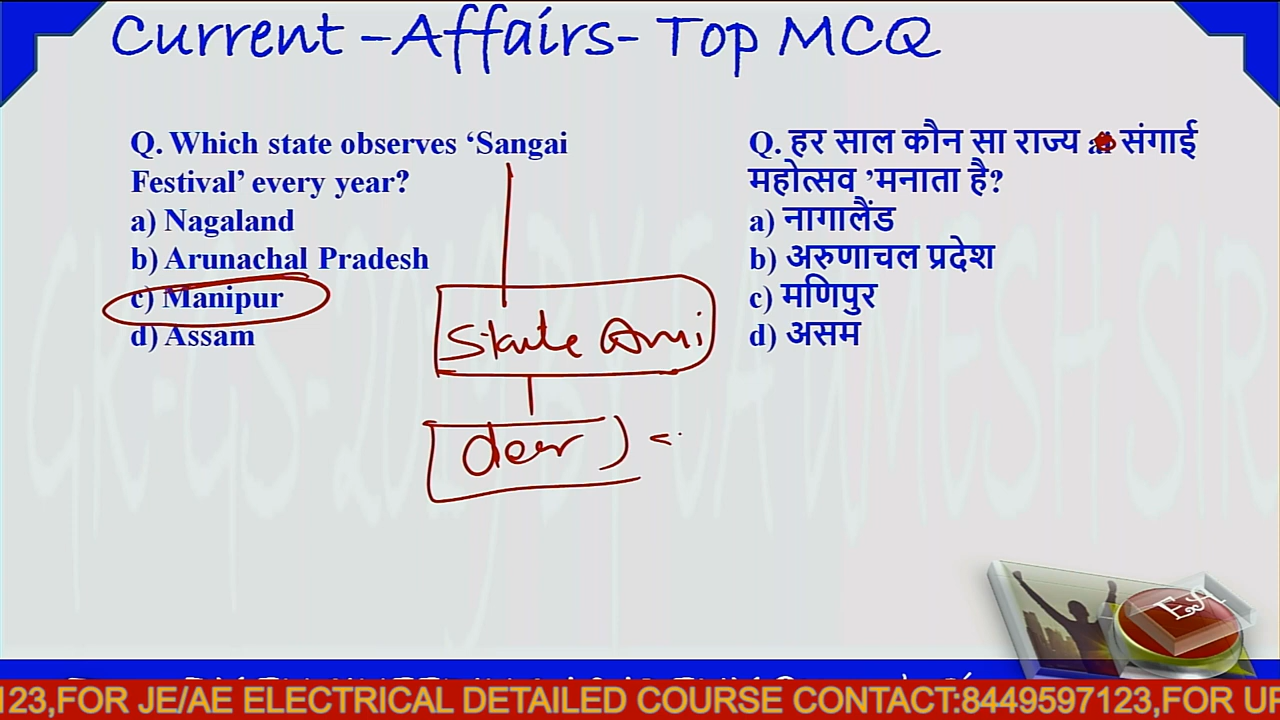 Current –Affairs- Top MCQ
Q. Which state observes ‘Sangai
Festival’ every year?
a) Nagaland
b) Arunachal Pradesh
c) Manipur
d) Assam
State Ani
deer
Q. हर साल कौन सा राज्य संगाई
महोत्सव ’मनाता है?
a) नागालैंड
b) अरुणाचल प्रदेश
c) मणिपुर
d) असम
EA
123,FOR JE/AE ELECTRICAL DETAILED COURSE CONTACT:8449597123,FOR UP